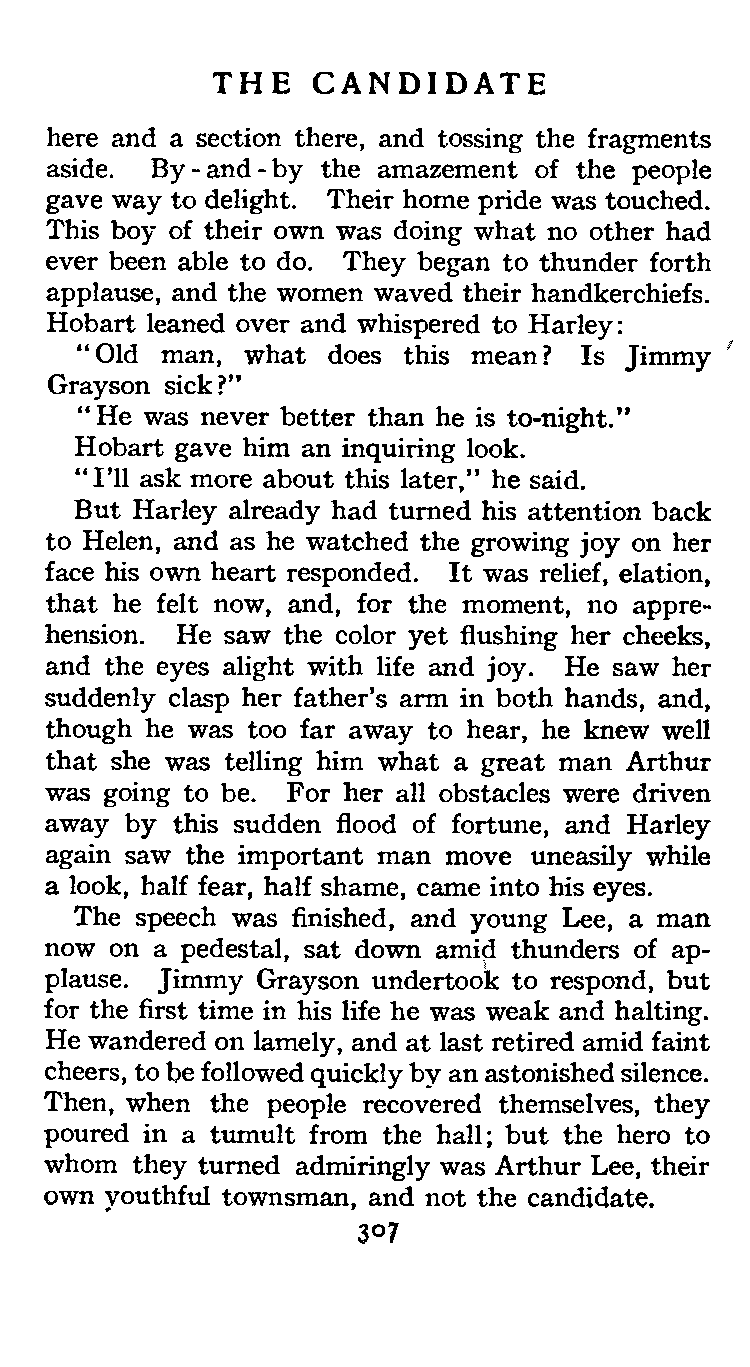 THE CANDIDATE
here and a section there, and tossing the fragments
aside. By-and-by the amazement of the people
gave way to delight. Their home pride was touched.
This boy of their own was doing what no other had
ever been able to do. They began to thunder forth
applause, and the women waved their handkerchiefs.
Hobart leaned over and whispered to Harley:
"Old man, what does this mean? Is Jimmy
Grayson sick?"
"He was never better than he is to-night."
Hobart gave him an inquiring look.
"I'll ask more about this later," he said.
But Harley already had turned his attention back
to Helen, and as he watched the growing joy on her
face his own heart responded. It was relief, elation,
that he felt now, and, for the moment, no appre-
hension. He saw the color yet flushing her cheeks,
and the eyes alight with life and joy. He saw her
suddenly clasp her father's arm in both hands, and,
though he was too far away to hear, he knew well
that she was telling him what a great man Arthur
was going to be. For her all obstacles were driven
away by this sudden flood of fortune, and Harley
again saw the important man move uneasily while
a look, half fear, half shame, came into his eyes.
The speech was finished, and young Lee, a man
now on a pedestal, sat down amid thunders of ap-
plause. Jimmy Grayson undertook to respond, but
for the first time in his life he was weak and halting.
He wandered on lamely, and at last retired amid faint
cheers, to be followed quickly by an astonished silence.
Then, when the people recovered themselves, they
poured in a tumult from the hall; but the hero to
whom they turned admiringly was Arthur Lee, their
own youthful townsman, and not the candidate.
307